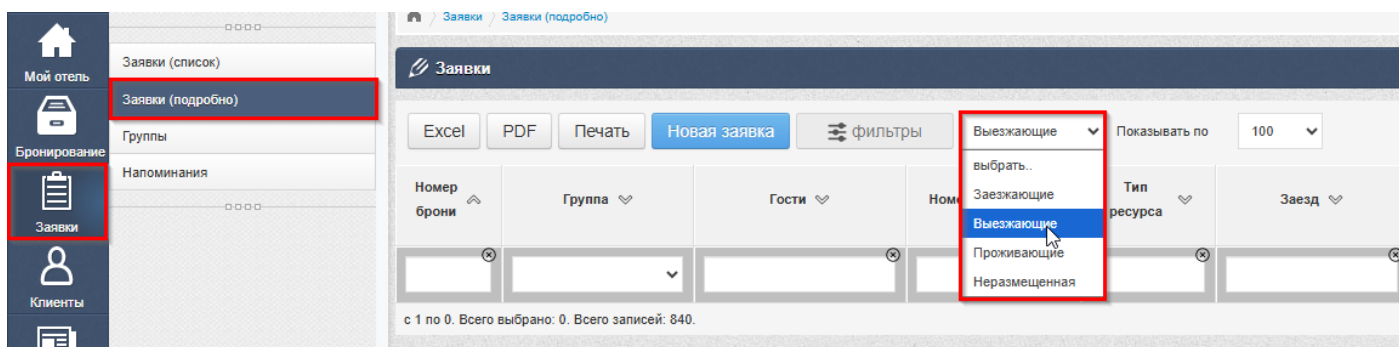 Мой отель
Бронирование
Заявки
Клиенты
Заявки (список)
Заявки (подробно)
Группы
Напоминания
/ Заявки / Заявки (подробно)
Заявки
Excel PDF Печать Новая заявка фильтры Выезжающие Показывать по 100
выбрать..
Заезжающие
Выезжающие
Проживающие
Неразмещенная
Номер брони Группа Гости Тип ресурса Заезд
с 1 по 0. Всего выбрано: 0. Всего записей: 840.